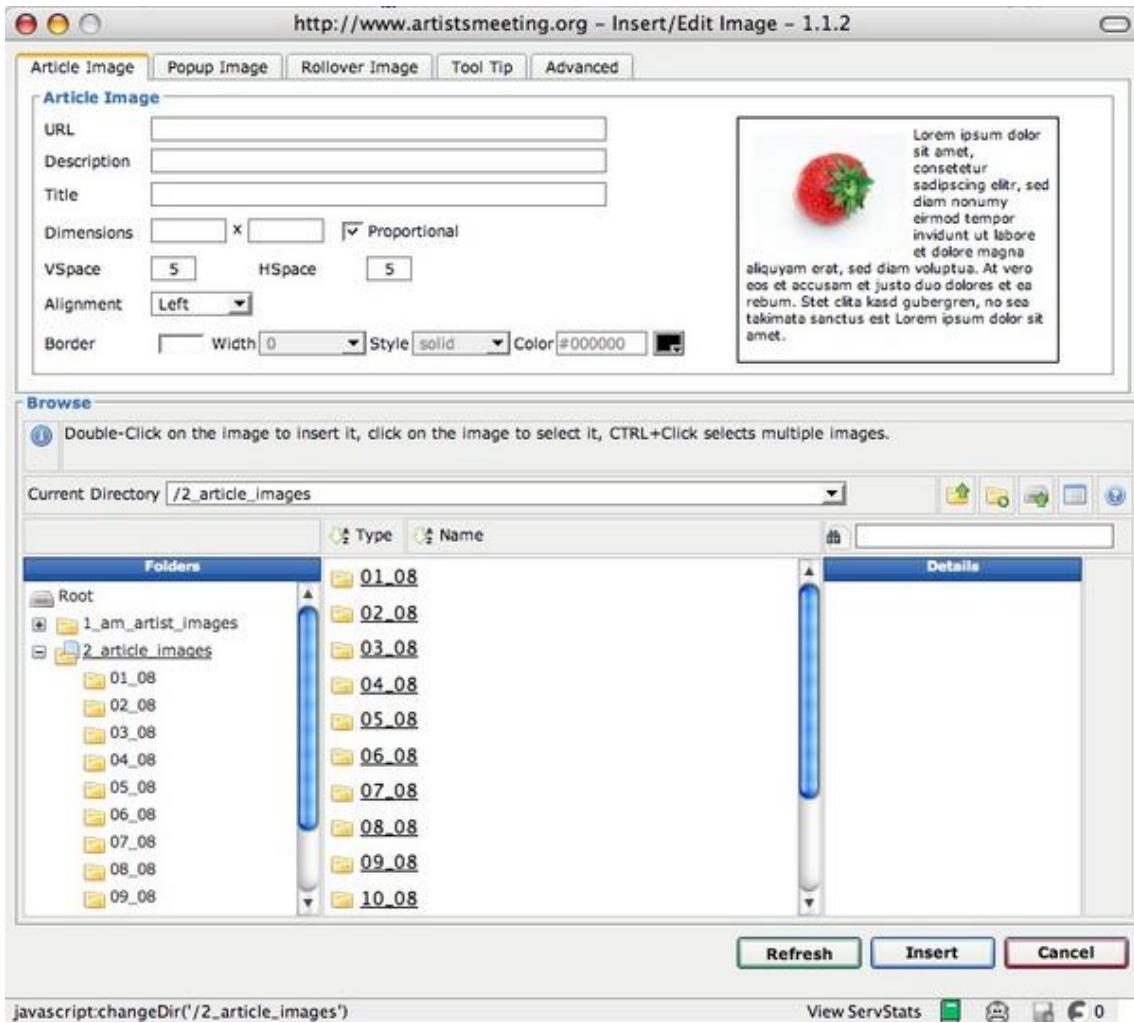 http://www.artistsmeeting.org – Insert/Edit Image – 1.1.2
Article Image Popup Image Rollover Image Tool Tip Advanced
Article Image
URL
Description
Title
Dimensions x Proportional
VSpace 5 HSpace 5
Alignment Left
Border Width 0 Style solid Color #000000
Lorem ipsum dolor
sit amet,
consetetur
sadipscing elitr, sed
diam nonumy
eirmod tempor
invidunt ut labore
et dolore magna
aliquyam erat, sed diam voluptua. At vero
eos et accusam et justo duo dolores et ea
rebum. Stet clita kasd gubergren, no sea
takimata sanctus est Lorem ipsum dolor sit
amet.
Browse
Double-Click on the image to insert it, click on the image to select it, CTRL+Click selects multiple images.
Current Directory /2_article_images
Type Name
Folders
Root
1_am_artist_images
2_article_images
01_08
02_08
03_08
04_08
05_08
06_08
07_08
08_08
09_08
01_08
02_08
03_08
04_08
05_08
06_08
07_08
08_08
09_08
10_08
Details
Refresh Insert Cancel
javascript:changeDir('/2_article_images') View ServStats 0